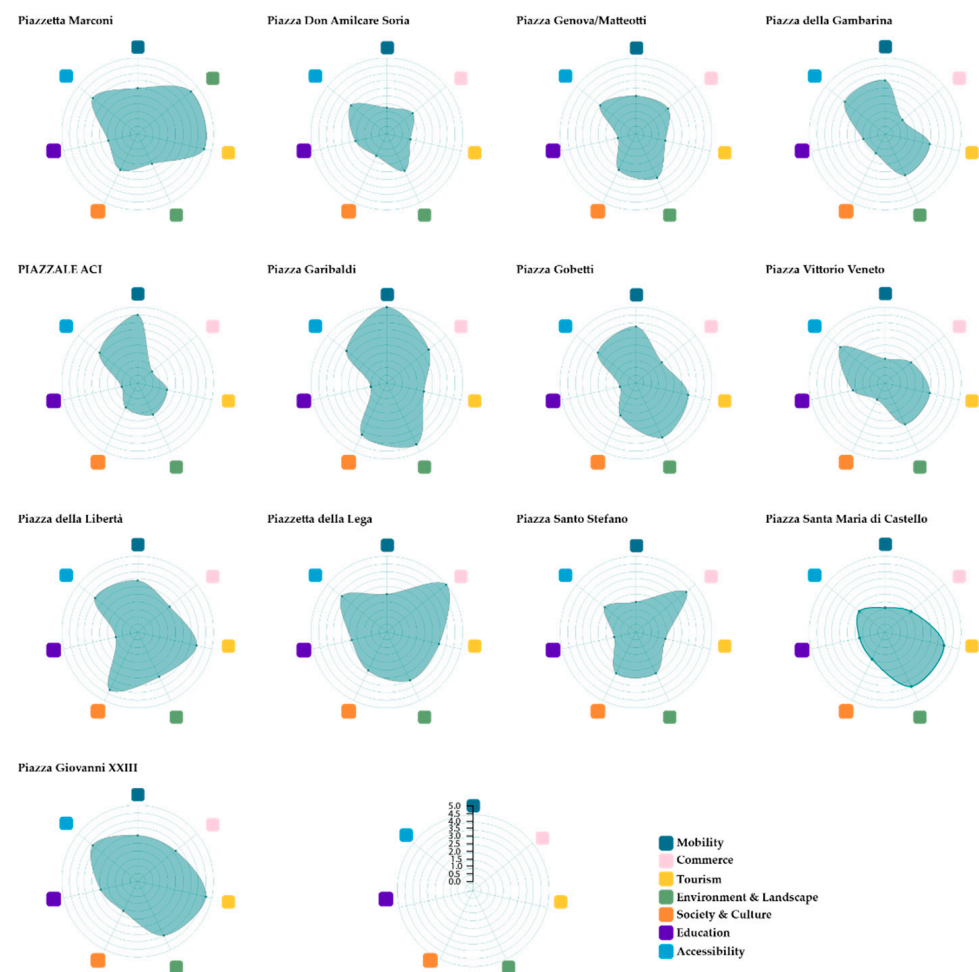 Piazzetta Marconi
Piazza Don Amilcare Soria
Piazza Genova/Matteotti
Piazza della Gambarina
PIAZZALE ACI
Piazza Garibaldi
Piazza Gobetti
Piazza Vittorio Veneto
Piazza della Libertà
Piazzetta della Lega
Piazza Santo Stefano
Piazza Santa Maria di Castello
Piazza Giovanni XXIII
5.0
4.5
4.0
3.5
3.0
2.5
2.0
1.5
1.0
0.5
0.0
Mobility
Commerce
Tourism
Environment & Landscape
Society & Culture
Education
Accessibility